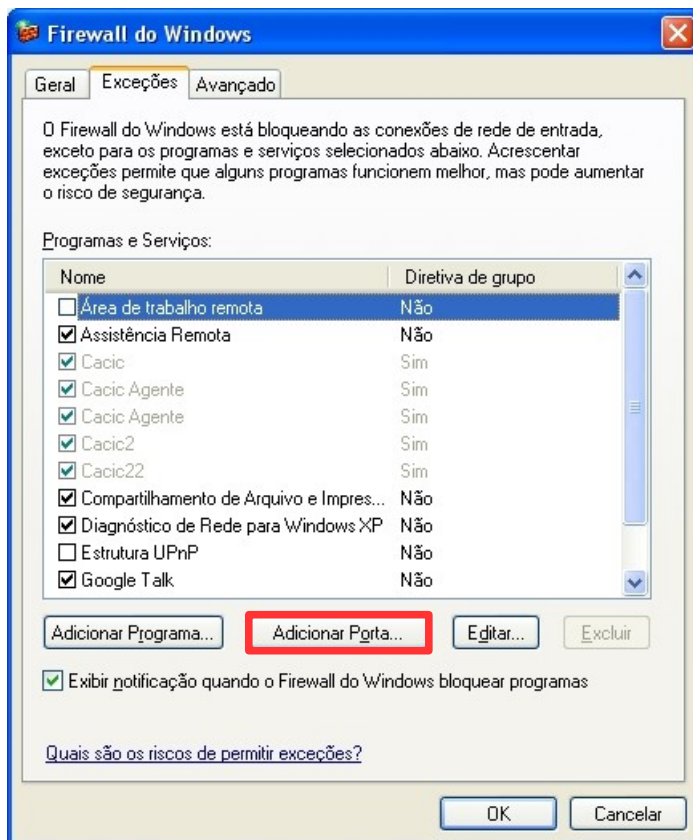 Firewall do Windows
Geral Exceções Avançado
O Firewall do Windows está bloqueando as conexões de rede de entrada,
exceto para os programas e serviços selecionados abaixo. Acrescentar
exceções permite que alguns programas funcionem melhor, mas pode aumentar
o risco de segurança.
Programas e Serviços:
Nome Diretiva de grupo
Área de trabalho remota Não
Assistência Remota Não
Cacic Sim
Cacic Agente Sim
Cacic Agente Sim
Cacic2 Sim
Cacic22 Sim
Compartilhamento de Arquivo e Impres... Não
Diagnóstico de Rede para Windows XP Não
Estrutura UPnP Não
Google Talk Não
Adicionar Programa... Adicionar Porta... Editar... Excluir
Exibir notificação quando o Firewall do Windows bloquear programas
Quais são os riscos de permitir exceções?
OK Cancelar